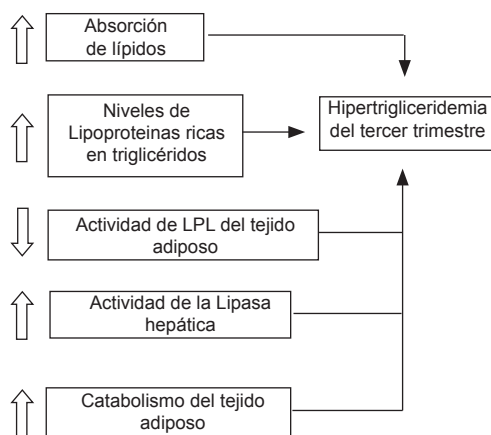 Absorción
de lípidos
Niveles de
Lipoproteinas ricas
en triglicéridos
Hipertrigliceridemia
del tercer trimestre
Actividad de LPL del tejido
adiposo
Actividad de la Lipasa
hepática
Catabolismo del tejido
adiposo